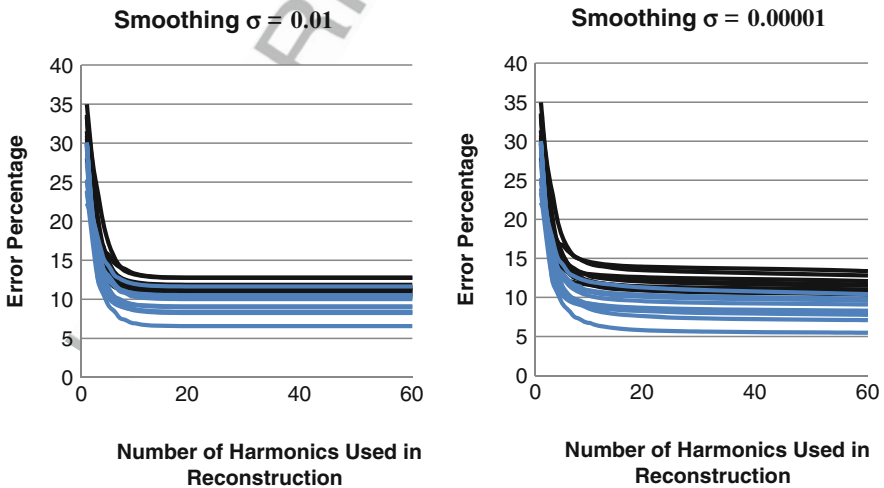 Smoothing σ = 0.01
Error Percentage
40
35
30
25
20
15
10
5
0
0 20 40 60
Number of Harmonics Used in
Reconstruction
Smoothing σ = 0.00001
Error Percentage
40
35
30
25
20
15
10
5
0
0 20 40 60
Number of Harmonics Used in
Reconstruction